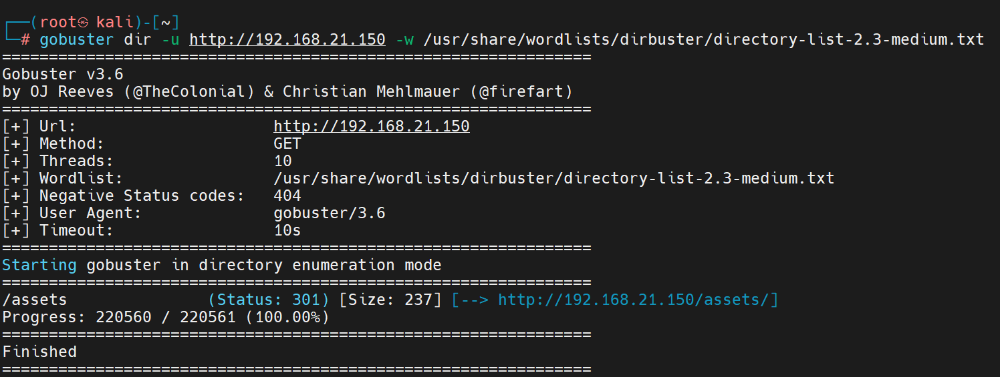 ┌──(root㉿ kali)-[~]
└─# gobuster dir -u http://192.168.21.150 -w /usr/share/wordlists/dirbuster/directory-list-2.3-medium.txt
===============================================================
Gobuster v3.6
by OJ Reeves (@TheColonial) & Christian Mehlmauer (@firefart)
===============================================================
[+] Url:                     http://192.168.21.150
[+] Method:                  GET
[+] Threads:                 10
[+] Wordlist:                /usr/share/wordlists/dirbuster/directory-list-2.3-medium.txt
[+] Negative Status codes:   404
[+] User Agent:              gobuster/3.6
[+] Timeout:                 10s
===============================================================
Starting gobuster in directory enumeration mode
===============================================================
/assets               (Status: 301) [Size: 237] [--> http://192.168.21.150/assets/]
Progress: 220560 / 220561 (100.00%)
===============================================================
Finished
===============================================================